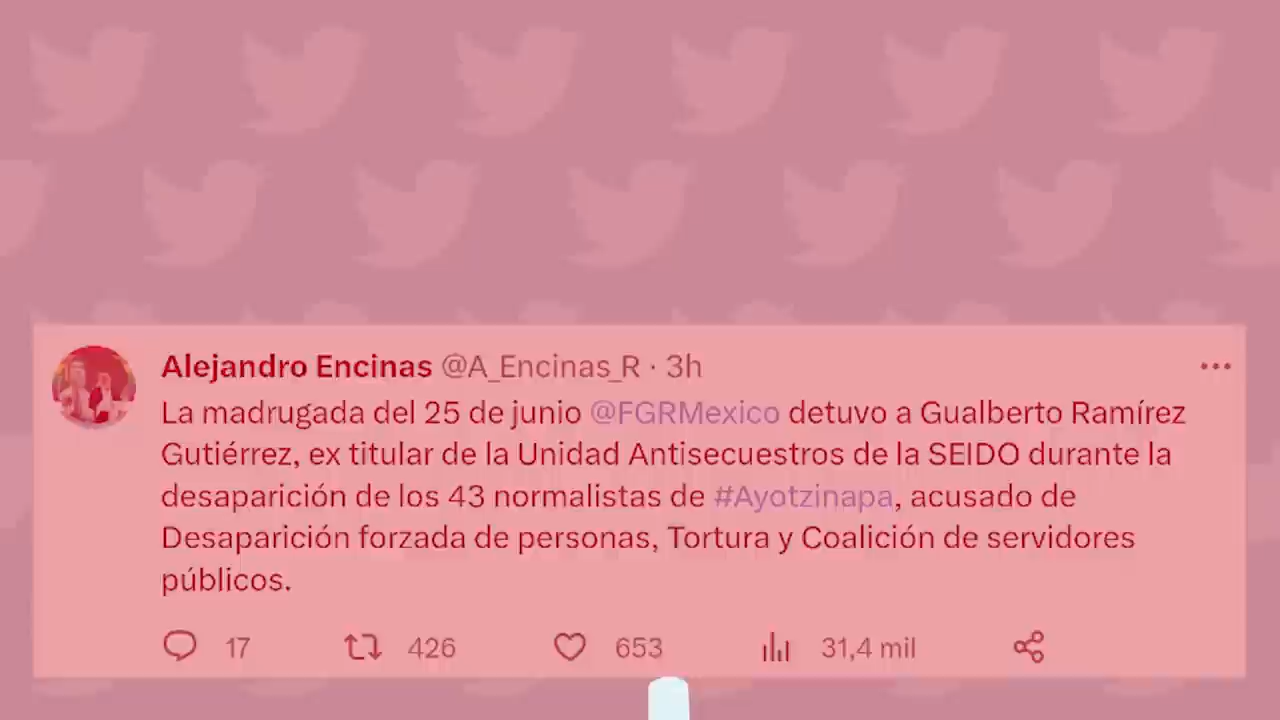 Alejandro Encinas @A_Encinas_R · 3h
La madrugada del 25 de junio @FGRMexico detuvo a Gualberto Ramírez
Gutiérrez, ex titular de la Unidad Antisecuestros de la SEIDO durante la
desaparición de los 43 normalistas de #Ayotzinapa, acusado de
Desaparición forzada de personas, Tortura y Coalición de servidores
públicos.
17 426 653 31,4 mil